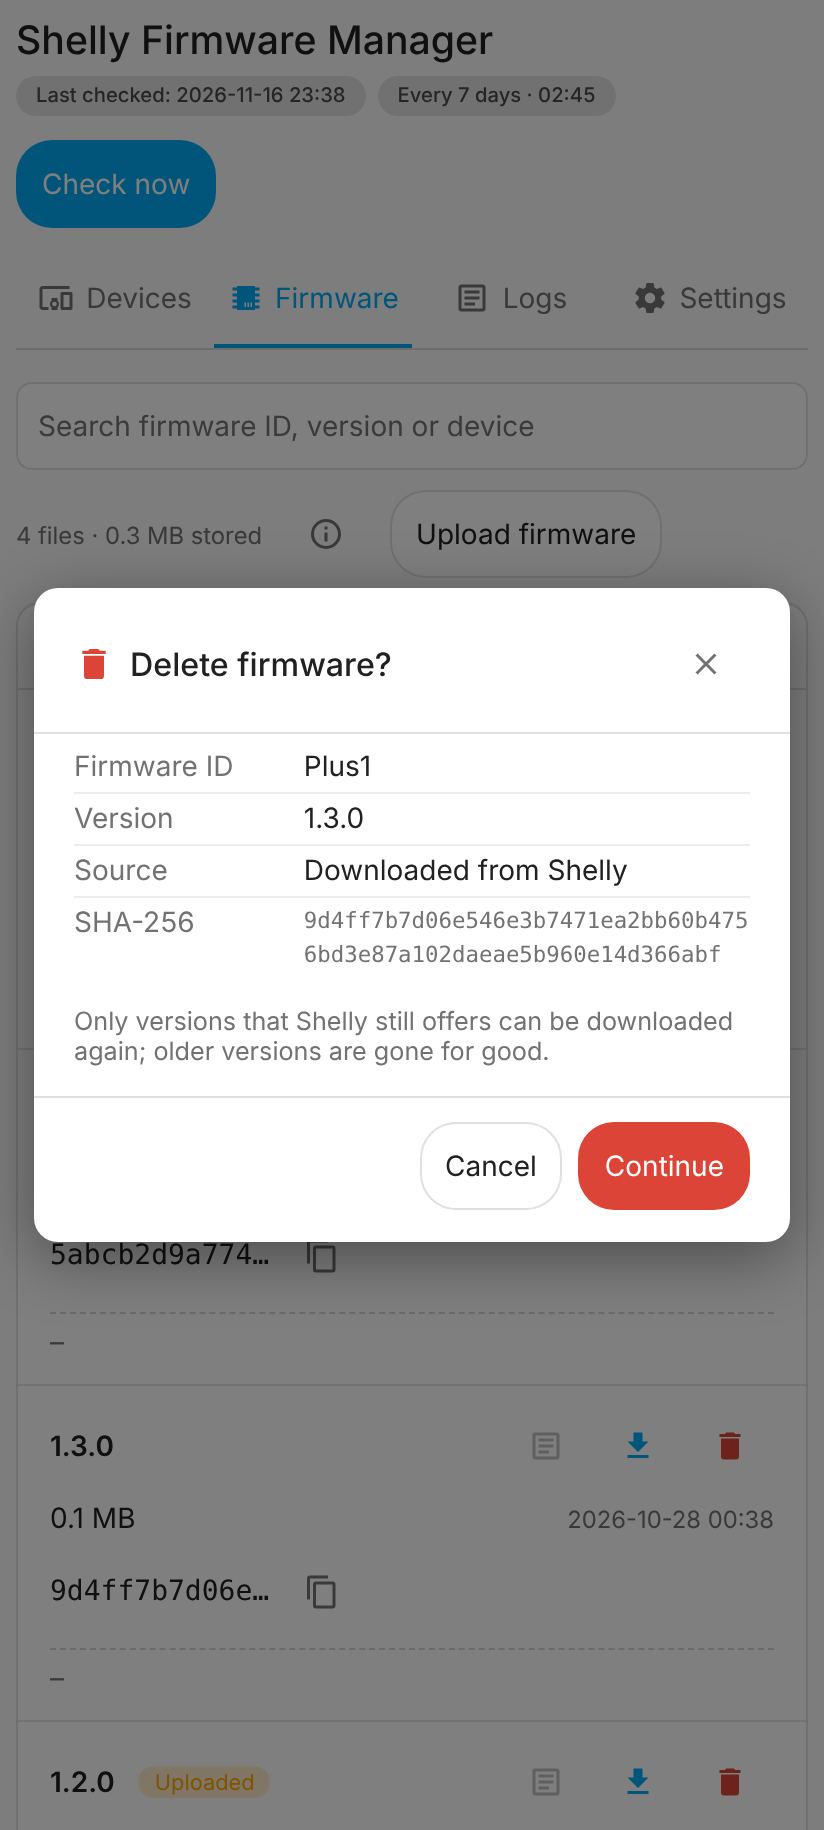 Shelly Firmware Manager
Last checked: 2026-11-16 23:38
Every 7 days · 02:45
Check now
Devices
Firmware
Logs
Settings
Search firmware ID, version or device
4 files · 0.3 MB stored
Upload firmware
Delete firmware?
Firmware ID Plus1
Version 1.3.0
Source Downloaded from Shelly
SHA-256 9d4ff7b7d06e546e3b7471ea2bb60b475
6bd3e87a102daeae5b960e14d366abf
Only versions that Shelly still offers can be downloaded
again; older versions are gone for good.
Cancel
Continue
5abcb2d9a774…
–
1.3.0
0.1 MB
2026-10-28 00:38
9d4ff7b7d06e…
–
1.2.0 Uploaded